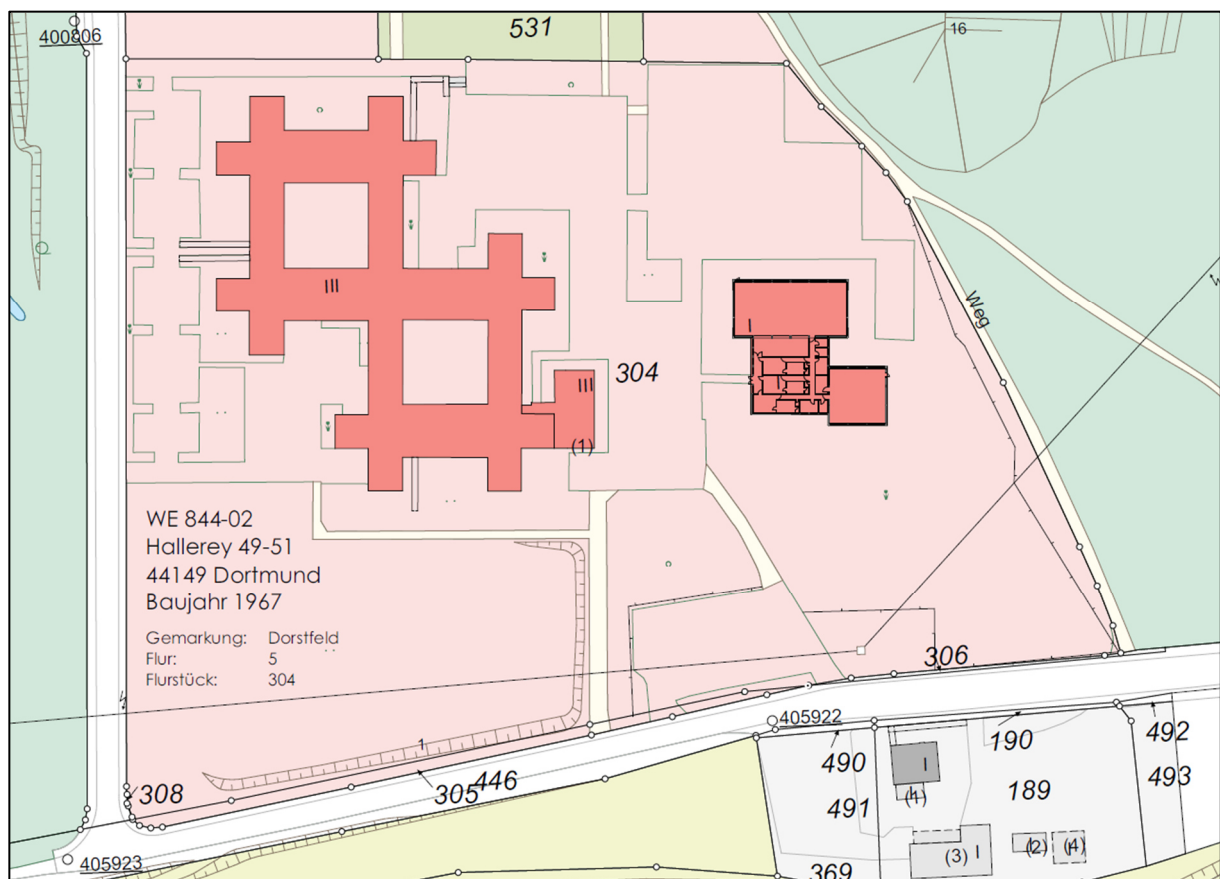 400806
531
16
III
Weg
I
III
304
I
(1)
WE 844-02
Hallerey 49-51
44149 Dortmund
Baujahr 1967
Gemarkung: Dorstfeld
Flur: 5
Flurstück: 304
306
405922
1
190
492
490
I
446
493
308
305
189
491
(1)
405923
(3) I
(2)
(4)
369